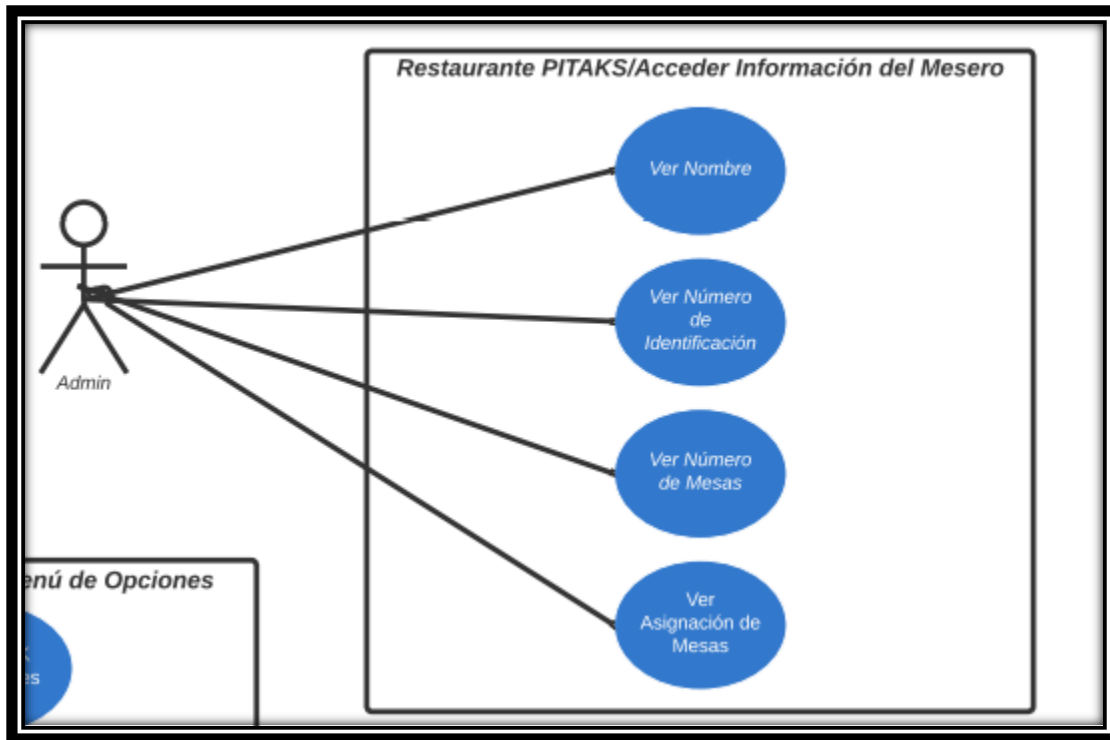 Restaurante PITAKS/Acceder Información del Mesero
Ver Nombre
Ver Número
de
Identificación
Admin
Ver Número
de Mesas
Ver
Asignación de
Mesas
enú de Opciones
es